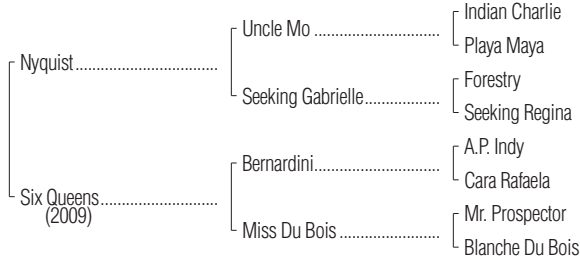 Indian Charlie
Uncle Mo
Playa Maya
Nyquist
Forestry
Seeking Gabrielle
Seeking Regina
A.P. Indy
Bernardini
Cara Rafaela
Six Queens
(2009)
Mr. Prospector
Miss Du Bois
Blanche Du Bois